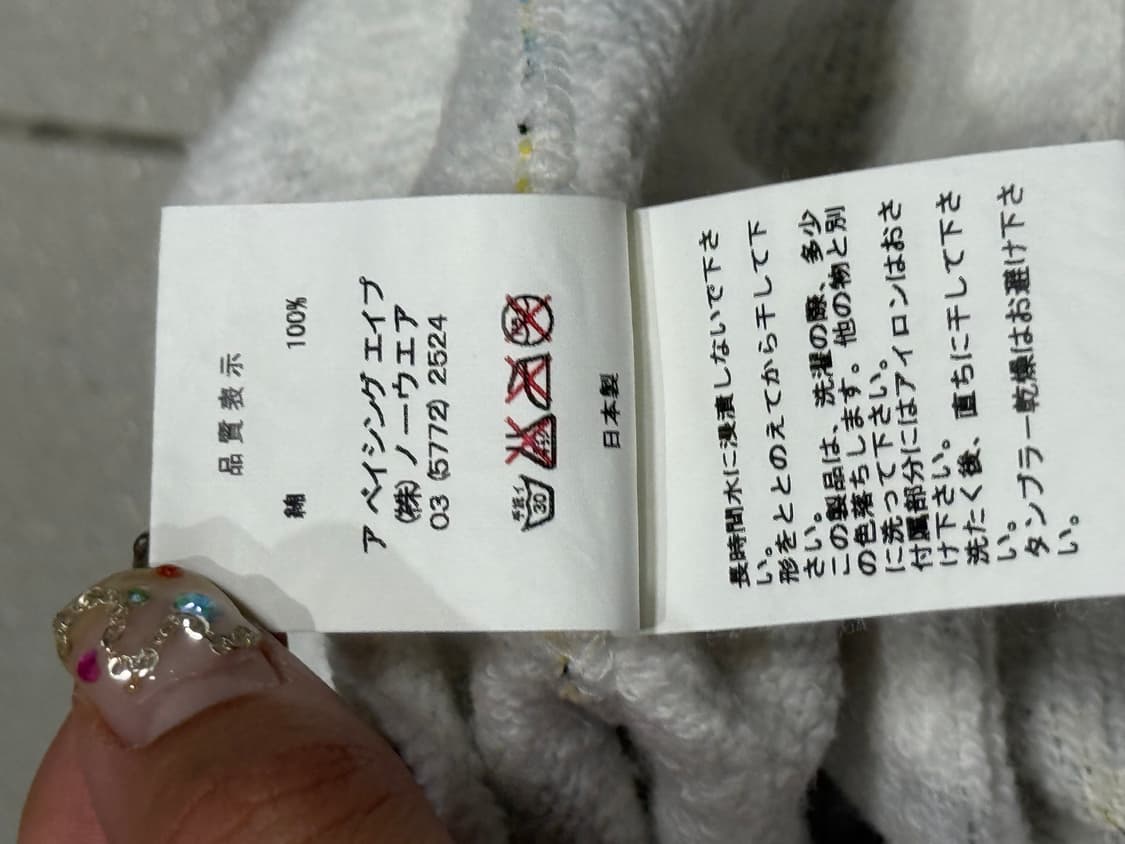 品質表示
綿 100%
ア ベイシング エイプ
(株) ノーウエア
03 (5772) 2524
手洗イ
30
日本製
長時間水に浸漬しないで下さ
い。
形をととのえてから干して下
さい。
この製品は、洗濯の際、多少
の色落ちします。他の物と別
に洗って下さい。
付属部分にはアイロンはおさ
け下さい。
洗たく後、直ちに干して下さ
い。
タンブラー乾燥はお避け下さ
い。